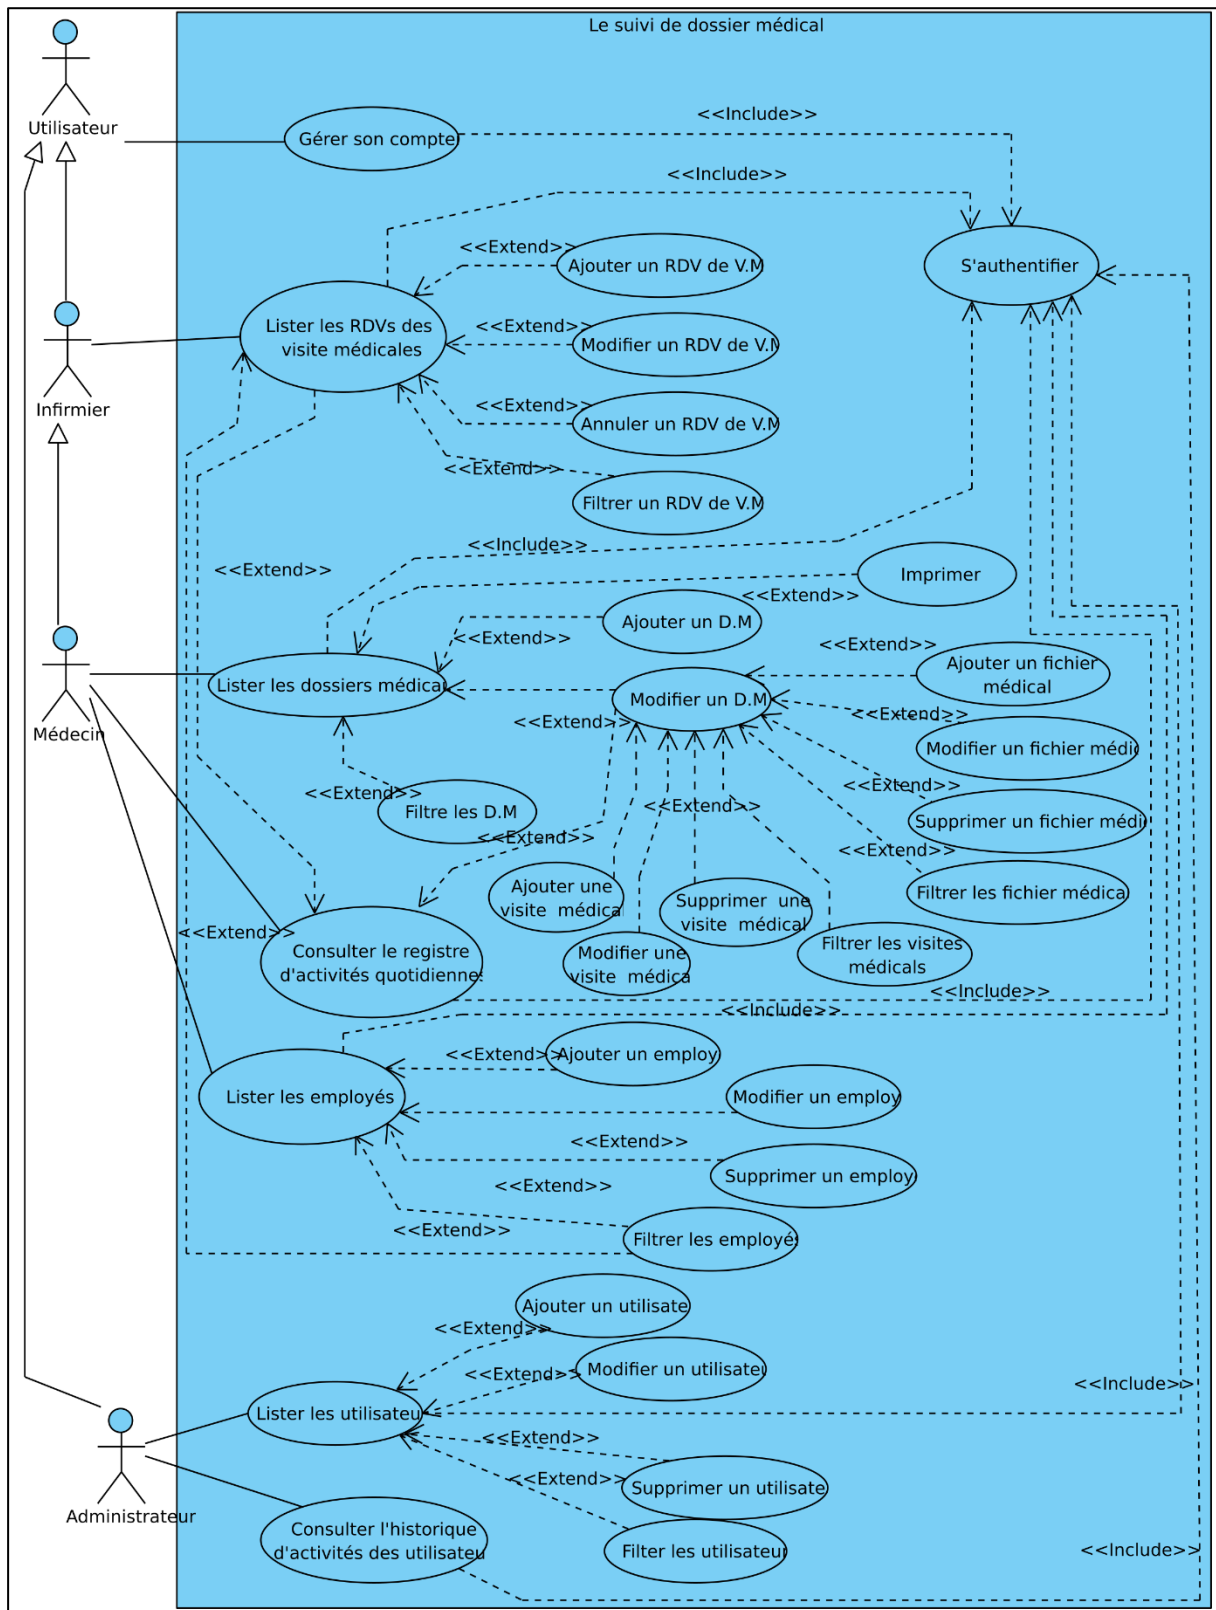 Le suivi de dossier médical
Utilisateur
Gérer son compte
<<Include>>
<<Include>>
<<Extend>>
Ajouter un RDV de V.M
S'authentifier
Lister les RDVs des
visite médicales
<<Extend>>
Modifier un RDV de V.M
Infirmier
<<Extend>>
Annuler un RDV de V.M
<<Extend>>
Filtrer un RDV de V.M
<<Include>>
<<Extend>>
Imprimer
<<Extend>>
Ajouter un D.M
<<Extend>>
<<Extend>>
Ajouter un fichier
médical
Lister les dossiers médica
Modifier un D.M
<<Extend>>
<<Extend>>
Médecin
Modifier un fichier médic
<<Extend>>
Filtre les D.M
<<Extend>>
<<Extend>>
Supprimer un fichier médi
<<Extend>>
<<Extend>>
Ajouter une
visite médical
Supprimer une
visite médical
Filtrer les fichier médica
<<Extend>>
Consulter le registre
d'activités quotidiennes
Modifier une
visite médica
Filtrer les visites
médicals
<<Include>>
<<Include>>
<<Extend>>
Ajouter un employ
Lister les employés
Modifier un employ
<<Extend>>
Supprimer un employ
<<Extend>>
<<Extend>>
Filtrer les employés
Ajouter un utilisate
<<Extend>>
<<Extend>>
Modifier un utilisateu
<<Include>>
Lister les utilisateu
<<Extend>>
<<Extend>>
Supprimer un utilisate
Administrateur
Consulter l'historique
d'activités des utilisateu
Filter les utilisateur
<<Include>>